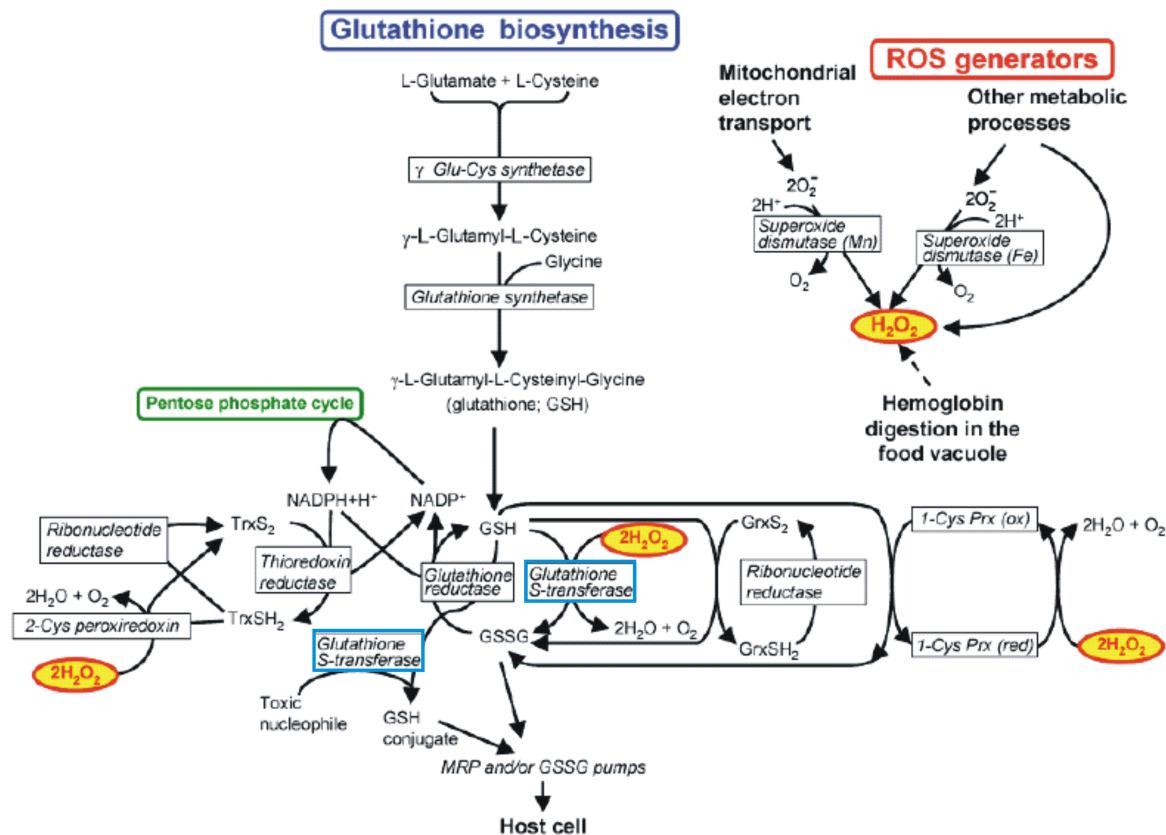 Glutathione biosynthesis
L-Glutamate + L-Cysteine
γ Glu-Cys synthetase
γ-L-Glutamyl-L-Cysteine
Glycine
Glutathione synthetase
γ-L-Glutamyl-L-Cysteinyl-Glycine
(glutathione; GSH)
ROS generators
Mitochondrial
electron
transport
Other metabolic
processes
2O₂⁻
2H⁺
Superoxide
dismutase (Mn)
O₂
2O₂⁻
2H⁺
Superoxide
dismutase (Fe)
O₂
H₂O₂
Hemoglobin
digestion in the
food vacuole
Pentose phosphate cycle
NADPH+H⁺
NADP⁺
Ribonucleotide
reductase
TrxS₂
Thioredoxin
reductase
2H₂O + O₂
2-Cys peroxiredoxin
TrxSH₂
2H₂O₂
GSH
Glutathione
reductase
GSSG
2H₂O₂
Glutathione
S-transferase
2H₂O + O₂
Glutathione
S-transferase
Toxic
nucleophile
GSH
conjugate
MRP and/or GSSG pumps
Host cell
GrxS₂
Ribonucleotide
reductase
GrxSH₂
1-Cys Prx (ox)
2H₂O + O₂
1-Cys Prx (red)
2H₂O₂